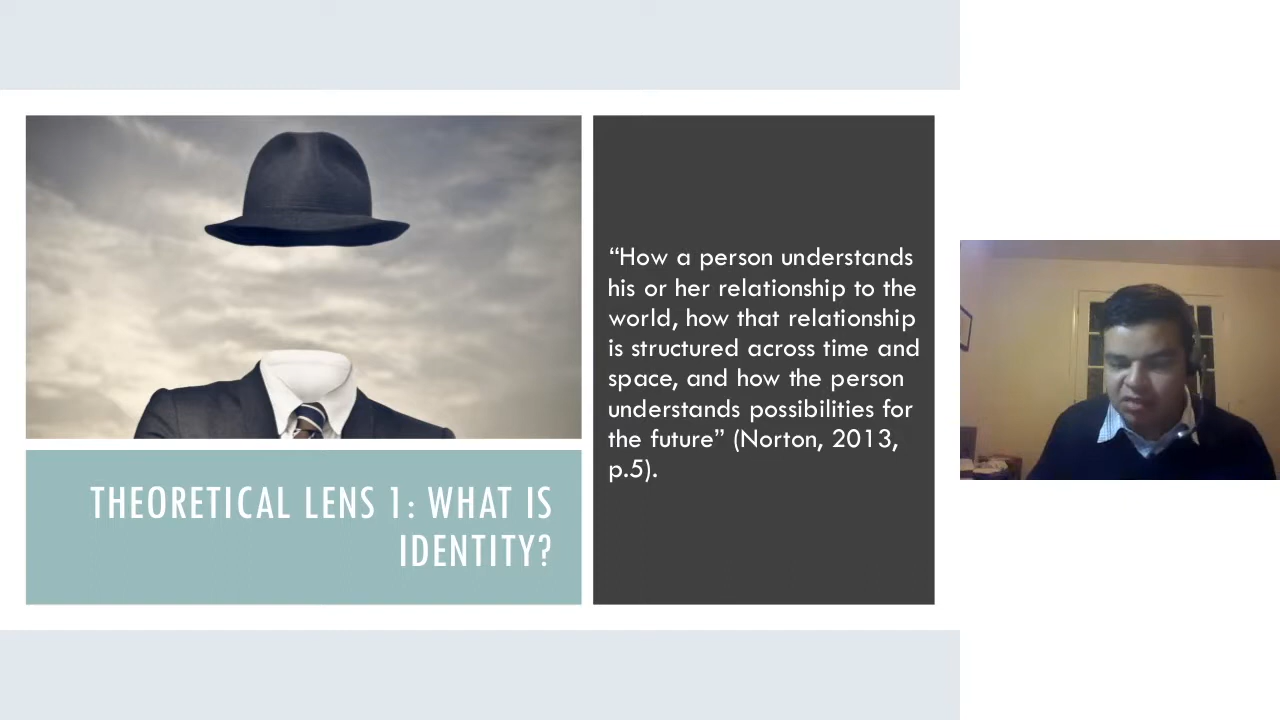 THEORETICAL LENS 1: WHAT IS
IDENTITY?
“How a person understands
his or her relationship to the
world, how that relationship
is structured across time and
space, and how the person
understands possibilities for
the future” (Norton, 2013,
p.5).